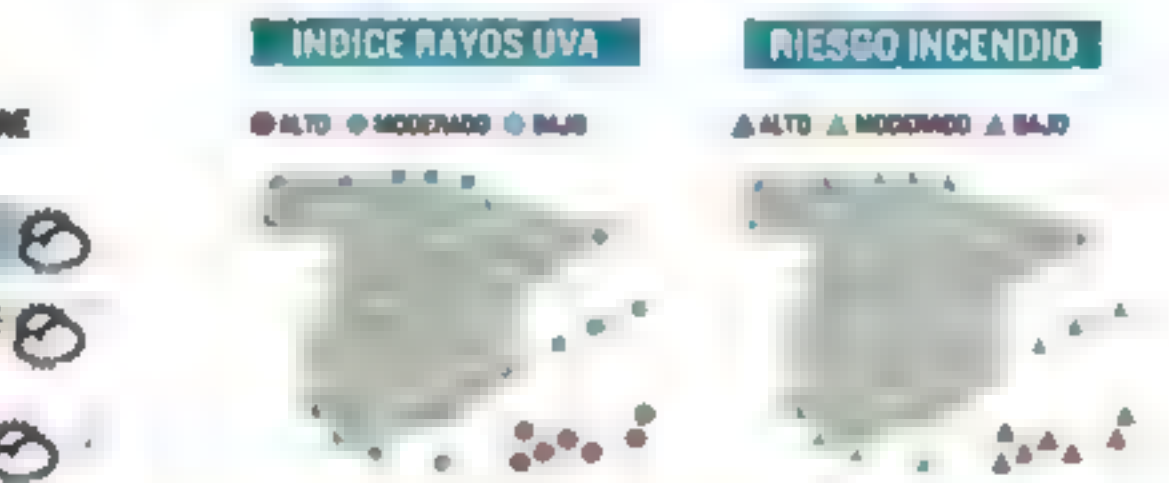 INDICE RAYOS UVA
RIESGO INCENDIO
ALTO MODERADO BAJO
ALTO MODERADO BAJO